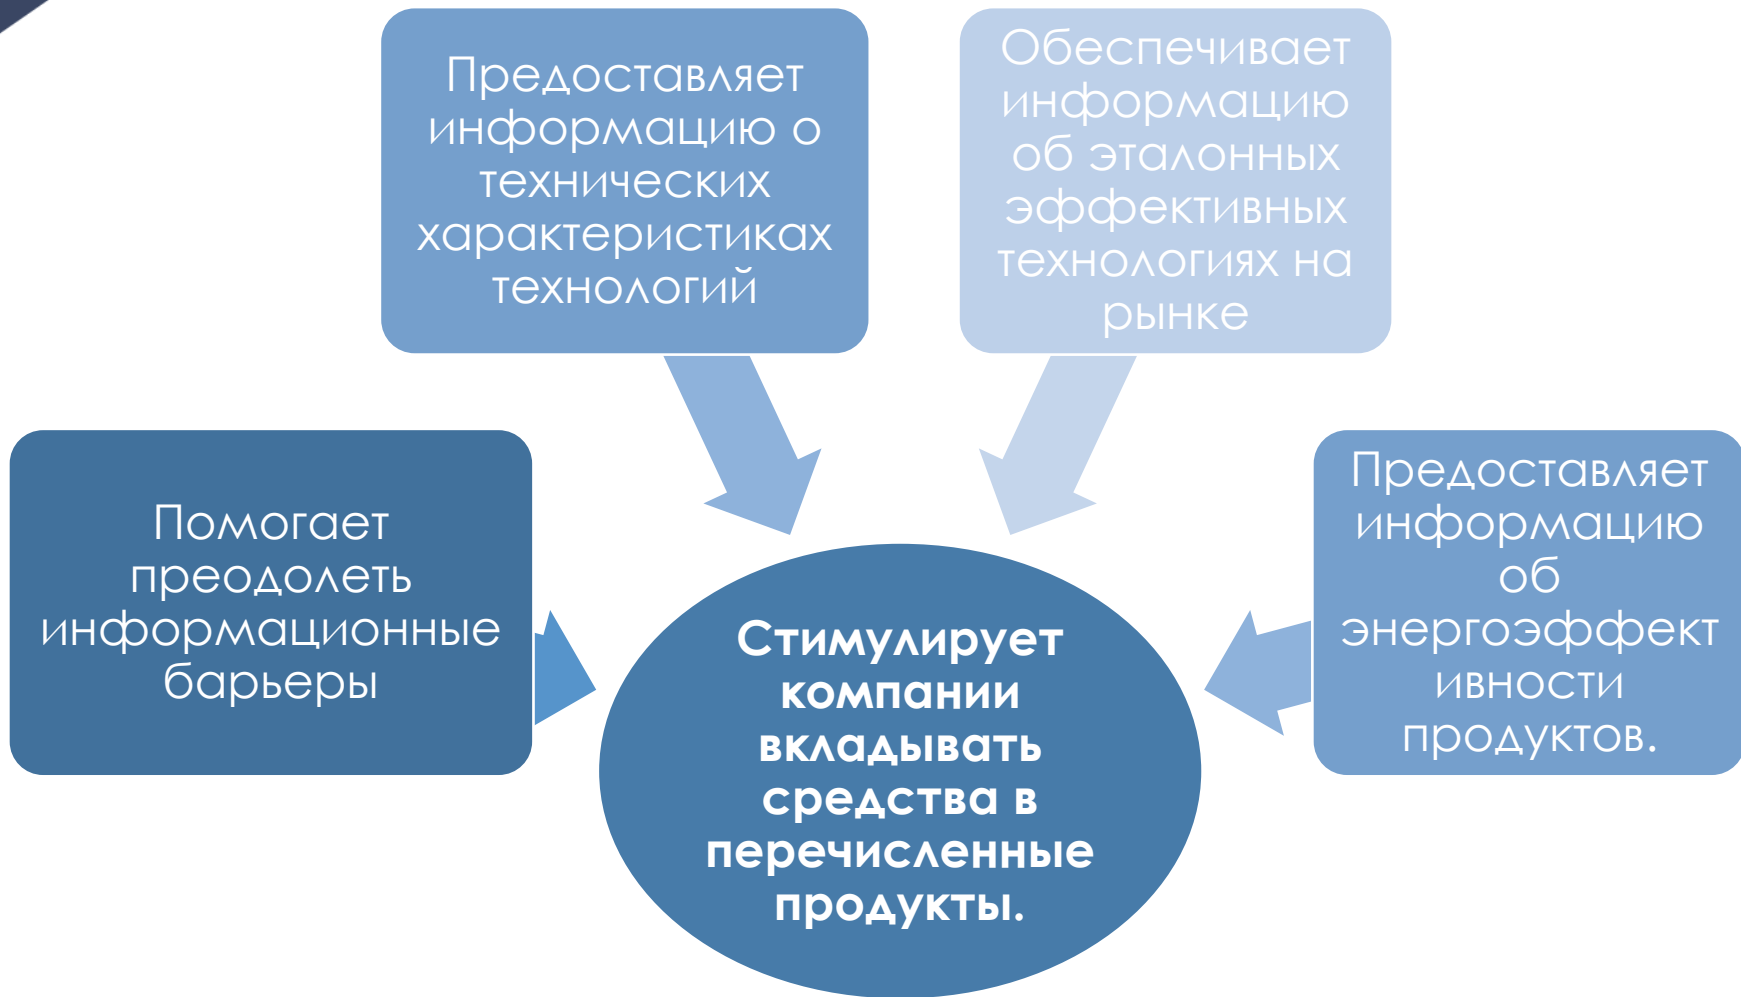 Предоставляет
информацию о
технических
характеристиках
технологий
Обеспечивает
информацию
об эталонных
эффективных
технологиях на
рынке
Помогает
преодолеть
информационные
барьеры
Предоставляет
информацию
об
энергоэффект
ивности
продуктов.
Стимулирует
компании
вкладывать
средства в
перечисленные
продукты.